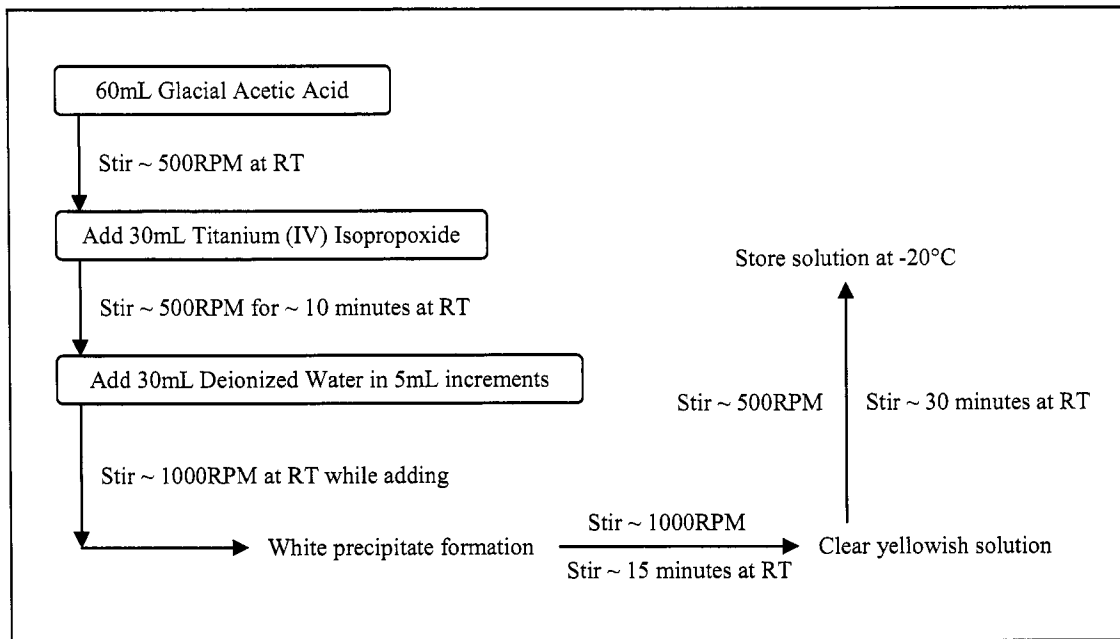 60mL Glacial Acetic Acid
Stir ~ 500RPM at RT
Add 30mL Titanium (IV) Isopropoxide
Stir ~ 500RPM for ~ 10 minutes at RT
Add 30mL Deionized Water in 5mL increments
Stir ~ 1000RPM at RT while adding
White precipitate formation
Stir ~ 1000RPM
Stir ~ 15 minutes at RT
Clear yellowish solution
Stir ~ 500RPM
Stir ~ 30 minutes at RT
Store solution at -20°C